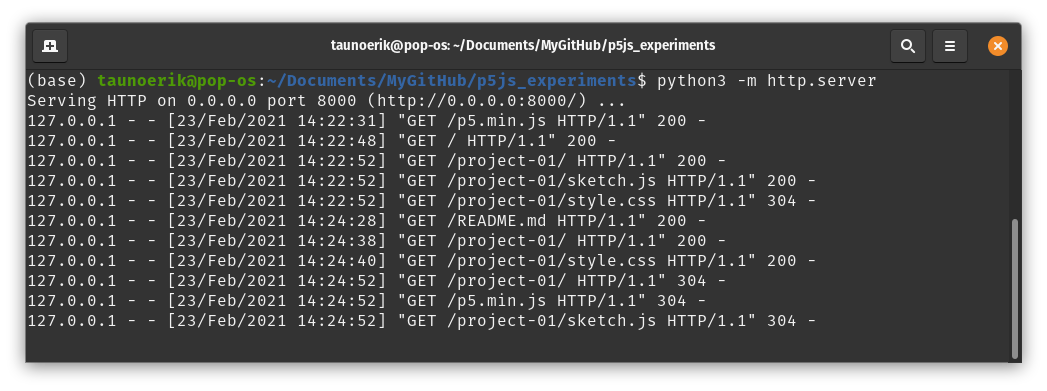 taunoerik@pop-os: ~/Documents/MyGitHub/p5js_experiments
(base) taunoerik@pop-os:~/Documents/MyGitHub/p5js_experiments$ python3 -m http.server
Serving HTTP on 0.0.0.0 port 8000 (http://0.0.0.0:8000/) ...
127.0.0.1 - - [23/Feb/2021 14:22:31] "GET /p5.min.js HTTP/1.1" 200 -
127.0.0.1 - - [23/Feb/2021 14:22:48] "GET / HTTP/1.1" 200 -
127.0.0.1 - - [23/Feb/2021 14:22:52] "GET /project-01/ HTTP/1.1" 200 -
127.0.0.1 - - [23/Feb/2021 14:22:52] "GET /project-01/sketch.js HTTP/1.1" 200 -
127.0.0.1 - - [23/Feb/2021 14:22:52] "GET /project-01/style.css HTTP/1.1" 304 -
127.0.0.1 - - [23/Feb/2021 14:24:28] "GET /README.md HTTP/1.1" 200 -
127.0.0.1 - - [23/Feb/2021 14:24:38] "GET /project-01/ HTTP/1.1" 200 -
127.0.0.1 - - [23/Feb/2021 14:24:40] "GET /project-01/style.css HTTP/1.1" 200 -
127.0.0.1 - - [23/Feb/2021 14:24:52] "GET /project-01/ HTTP/1.1" 304 -
127.0.0.1 - - [23/Feb/2021 14:24:52] "GET /p5.min.js HTTP/1.1" 304 -
127.0.0.1 - - [23/Feb/2021 14:24:52] "GET /project-01/sketch.js HTTP/1.1" 304 -